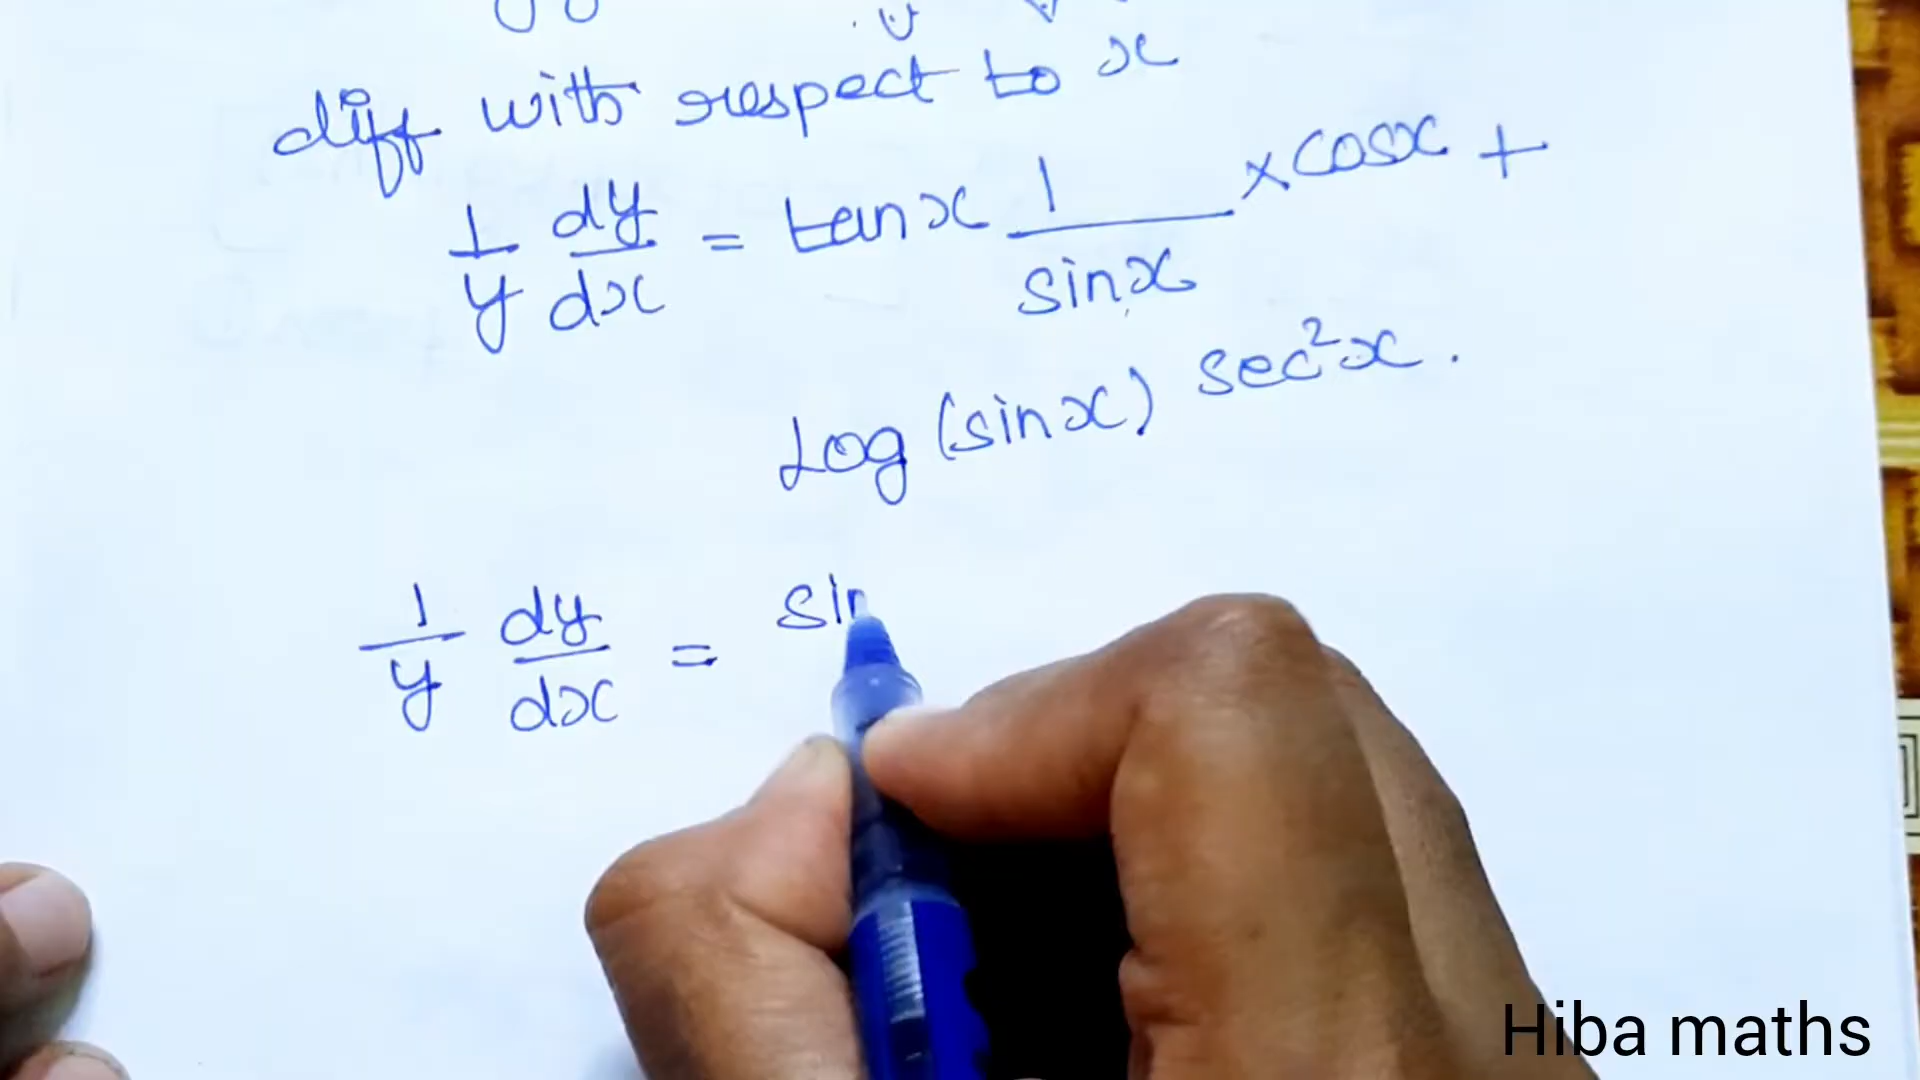 diff with respect to x
1/y dy/dx = tan x 1/sin x × cos x +
Log (sin x) sec²x.
1/y dy/dx = sin
Hiba maths